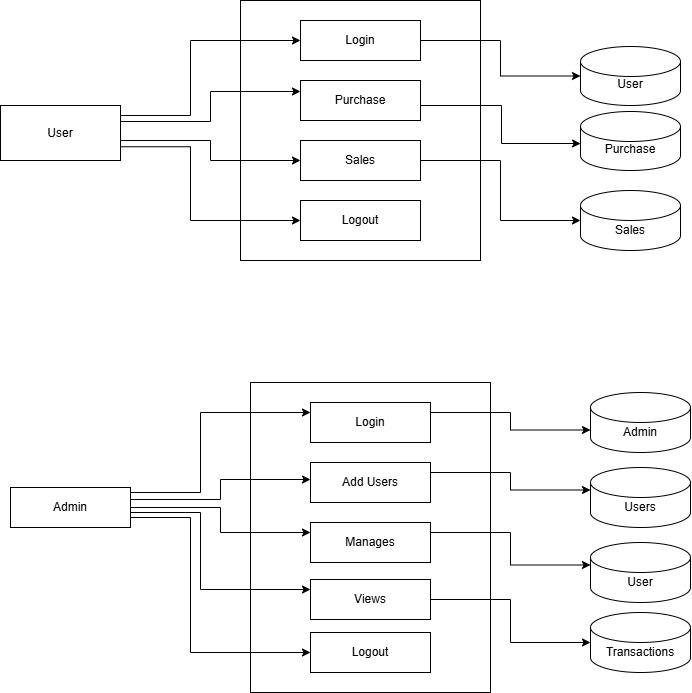 Login
User
Purchase
User
Purchase
Sales
Sales
Logout
Login
Admin
Add Users
Users
Admin
Manages
User
Views
Transactions
Logout